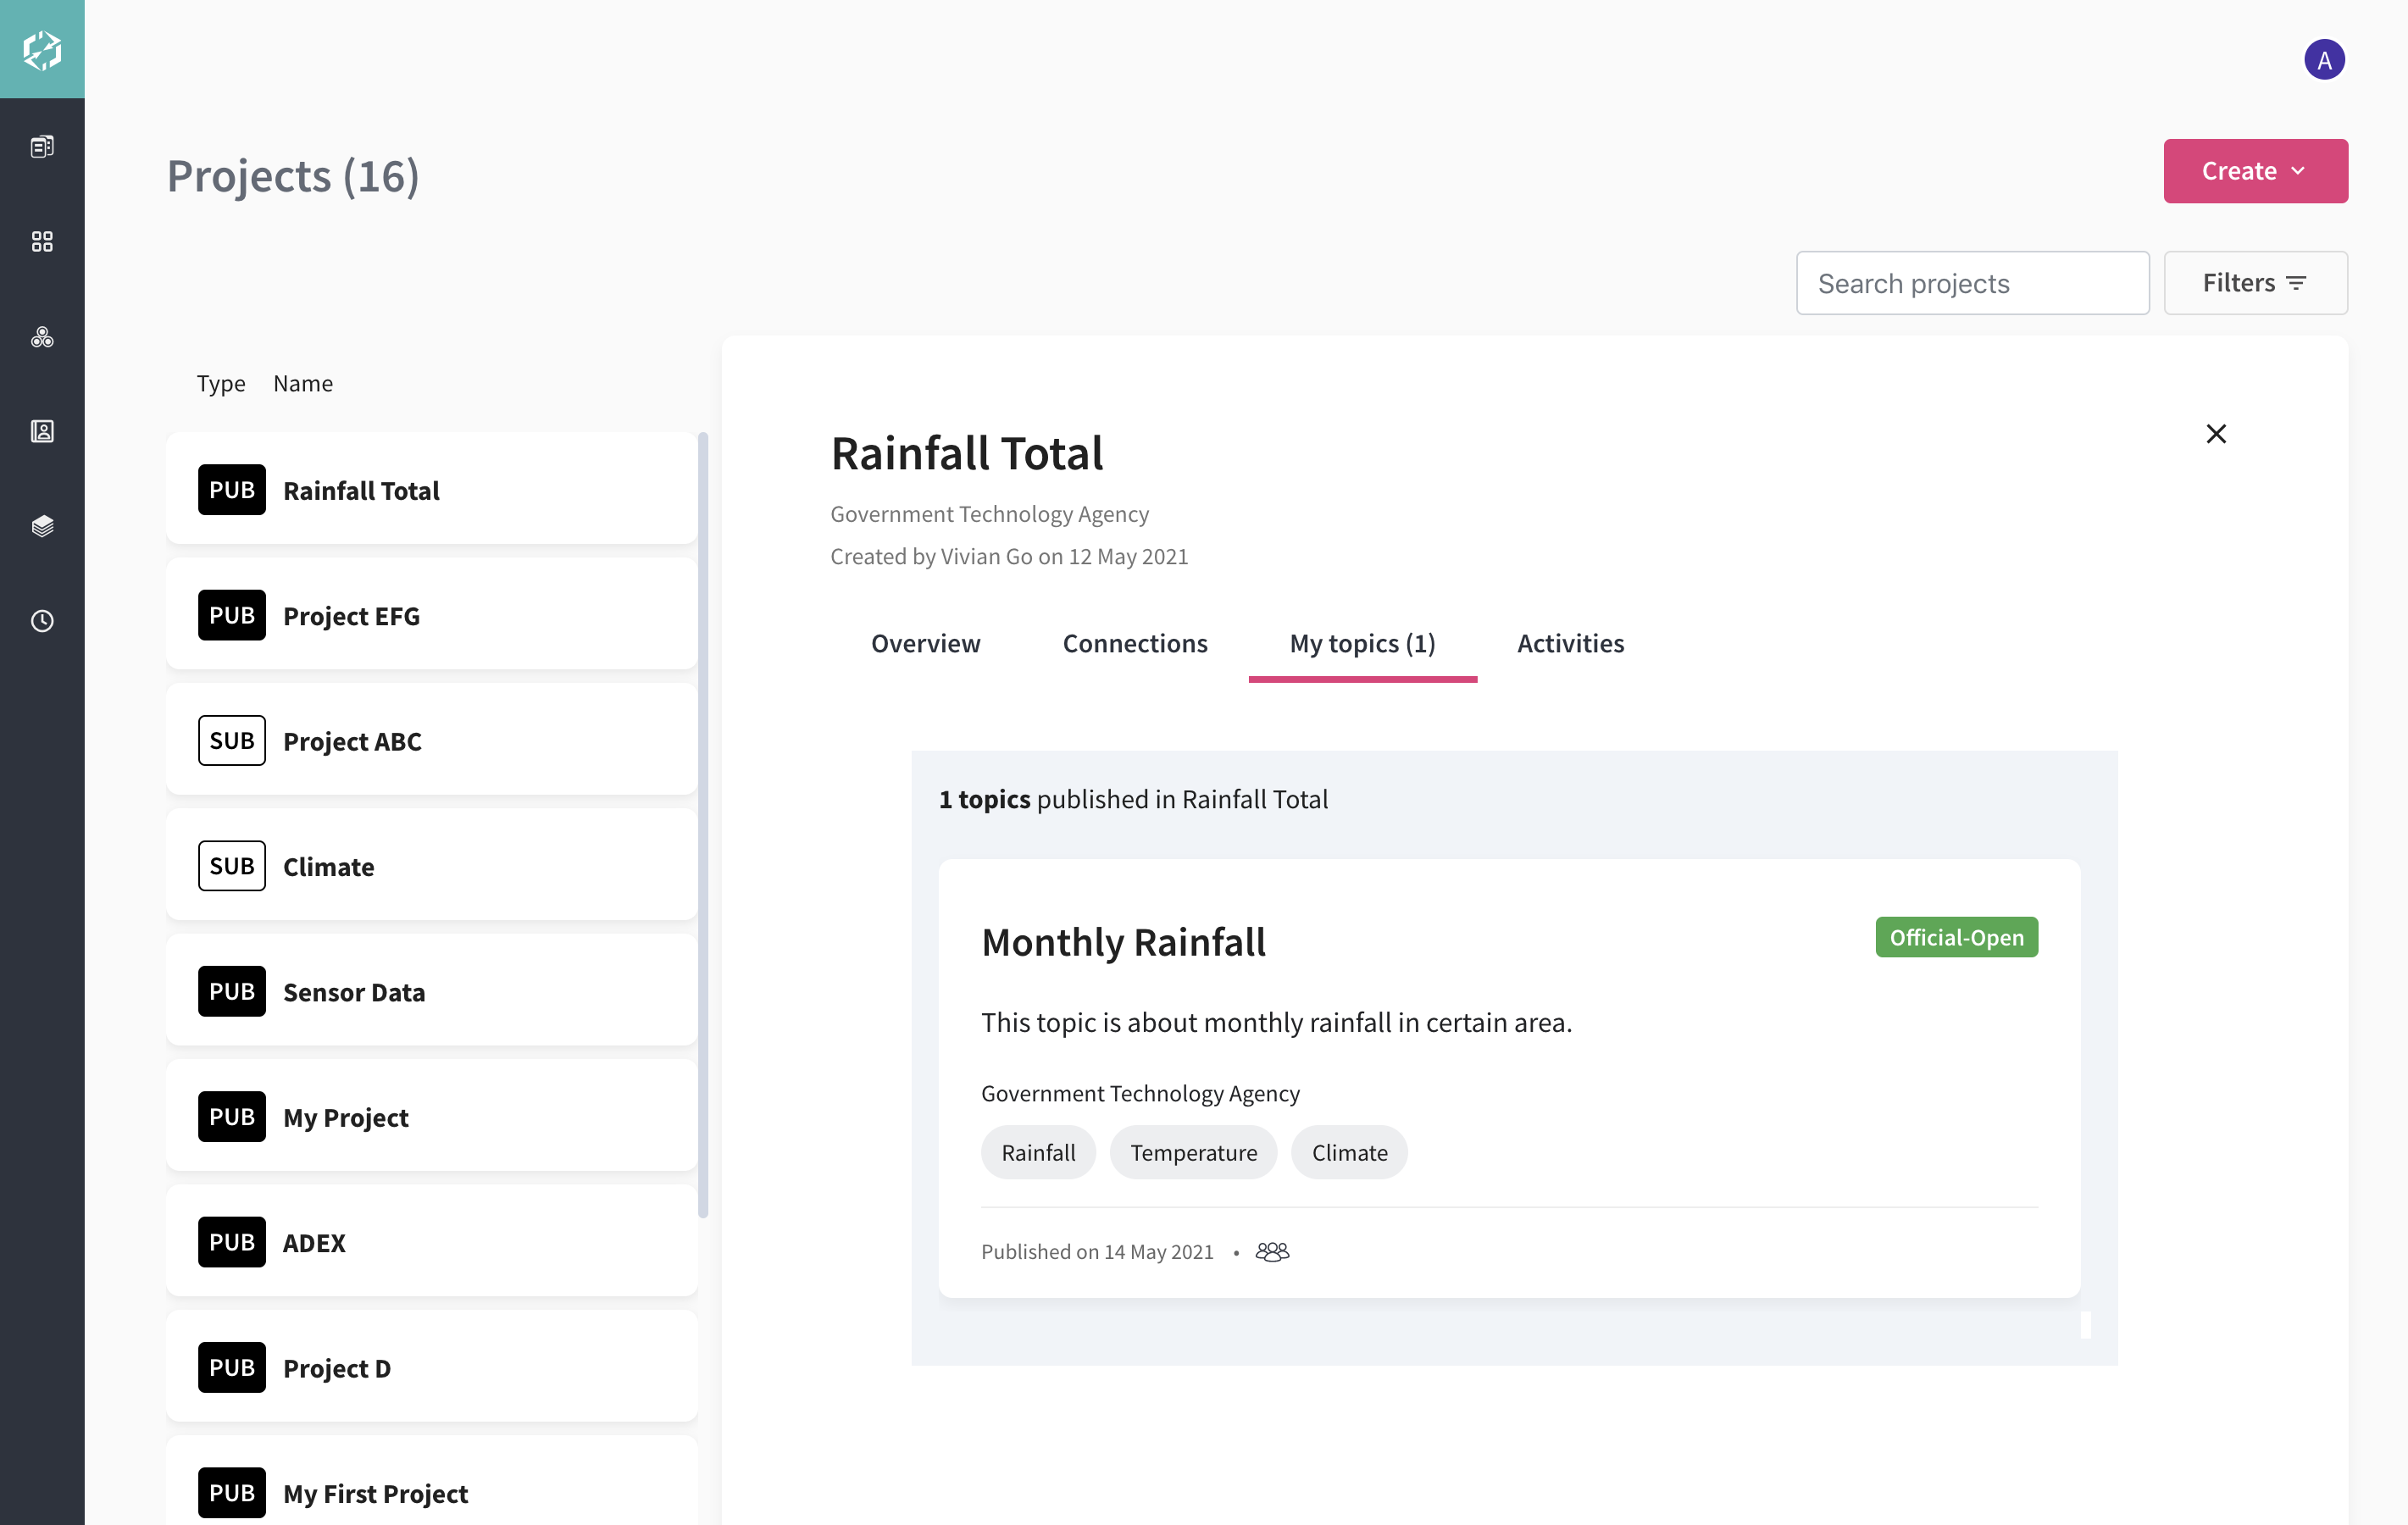 A
Projects (16)
Create
Search projects
Filters
Type Name
PUB Rainfall Total
PUB Project EFG
SUB Project ABC
SUB Climate
PUB Sensor Data
PUB My Project
PUB ADEX
PUB Project D
PUB My First Project
Rainfall Total
Government Technology Agency
Created by Vivian Go on 12 May 2021
Overview Connections My topics (1) Activities
1 topics published in Rainfall Total
Monthly Rainfall
Official-Open
This topic is about monthly rainfall in certain area.
Government Technology Agency
Rainfall Temperature Climate
Published on 14 May 2021 •